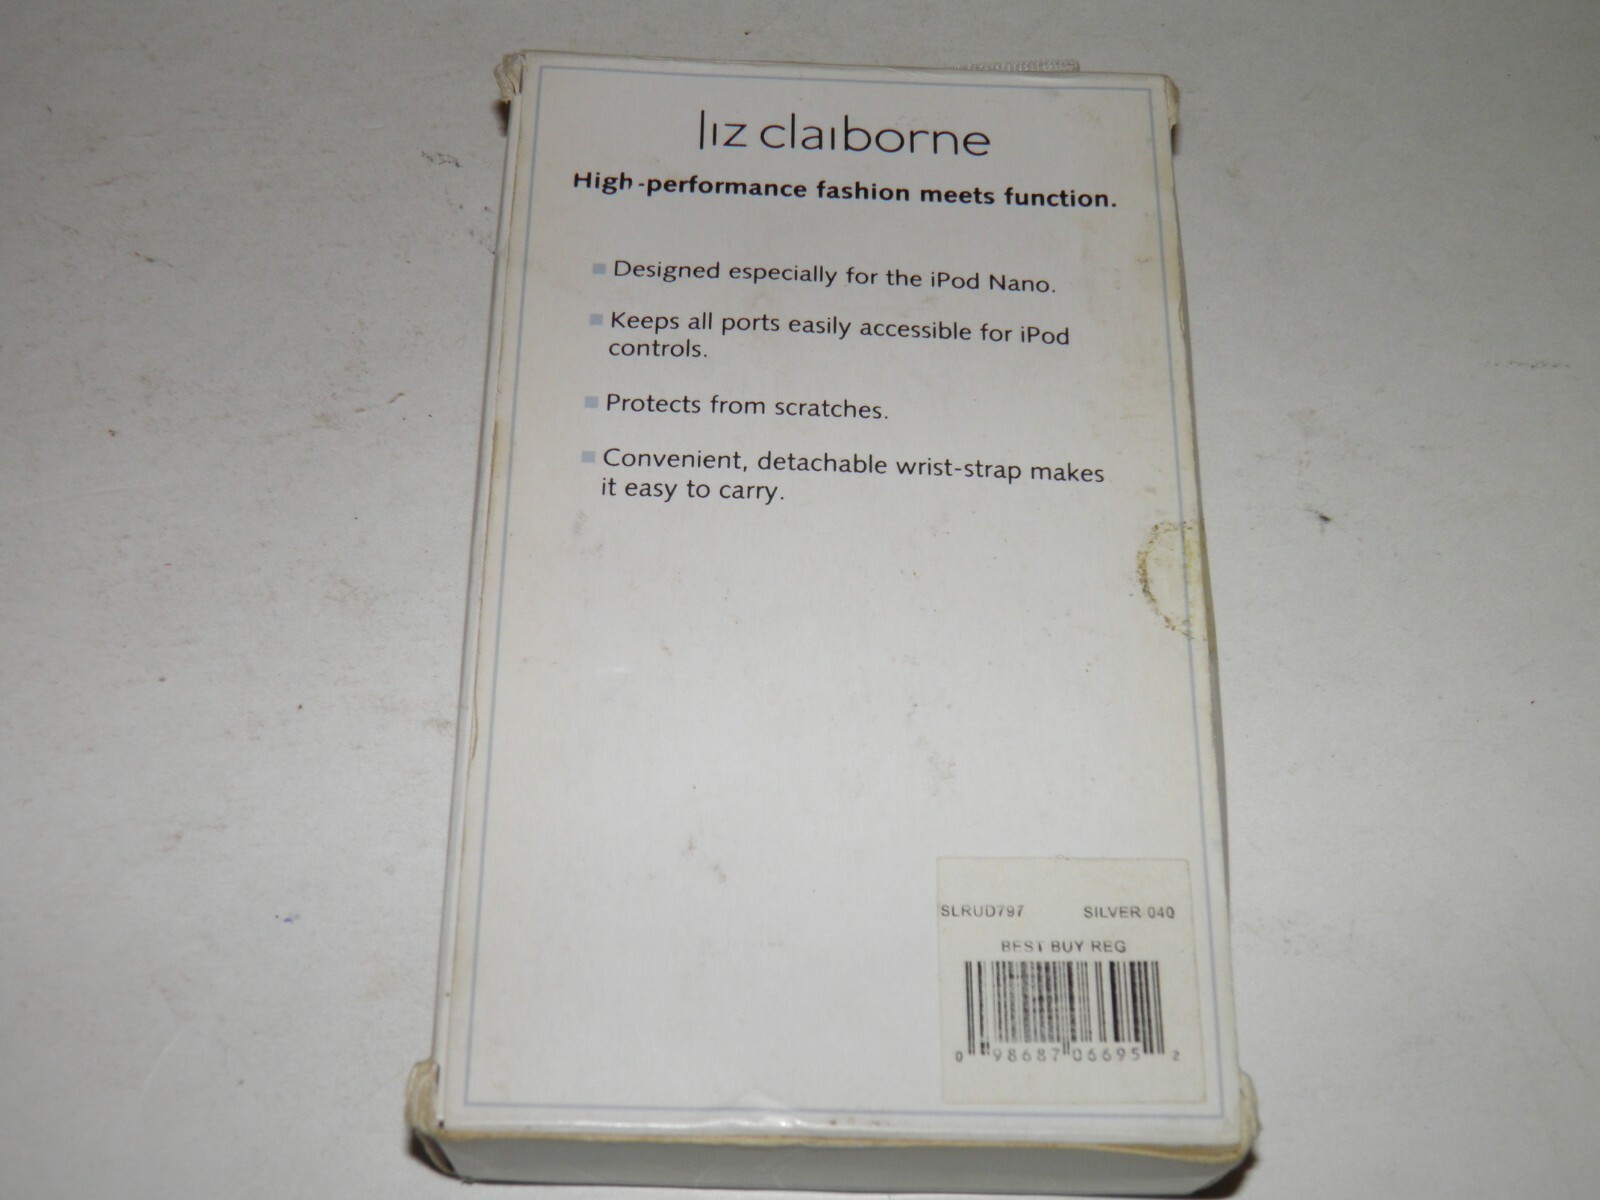 liz claiborne
High-performance fashion meets function.
Designed especially for the iPod Nano.
Keeps all ports easily accessible for iPod
controls.
Protects from scratches.
Convenient, detachable wrist-strap makes
it easy to carry.
SLRUD797 SILVER 040
BEST BUY REG
0 98687 06695 2